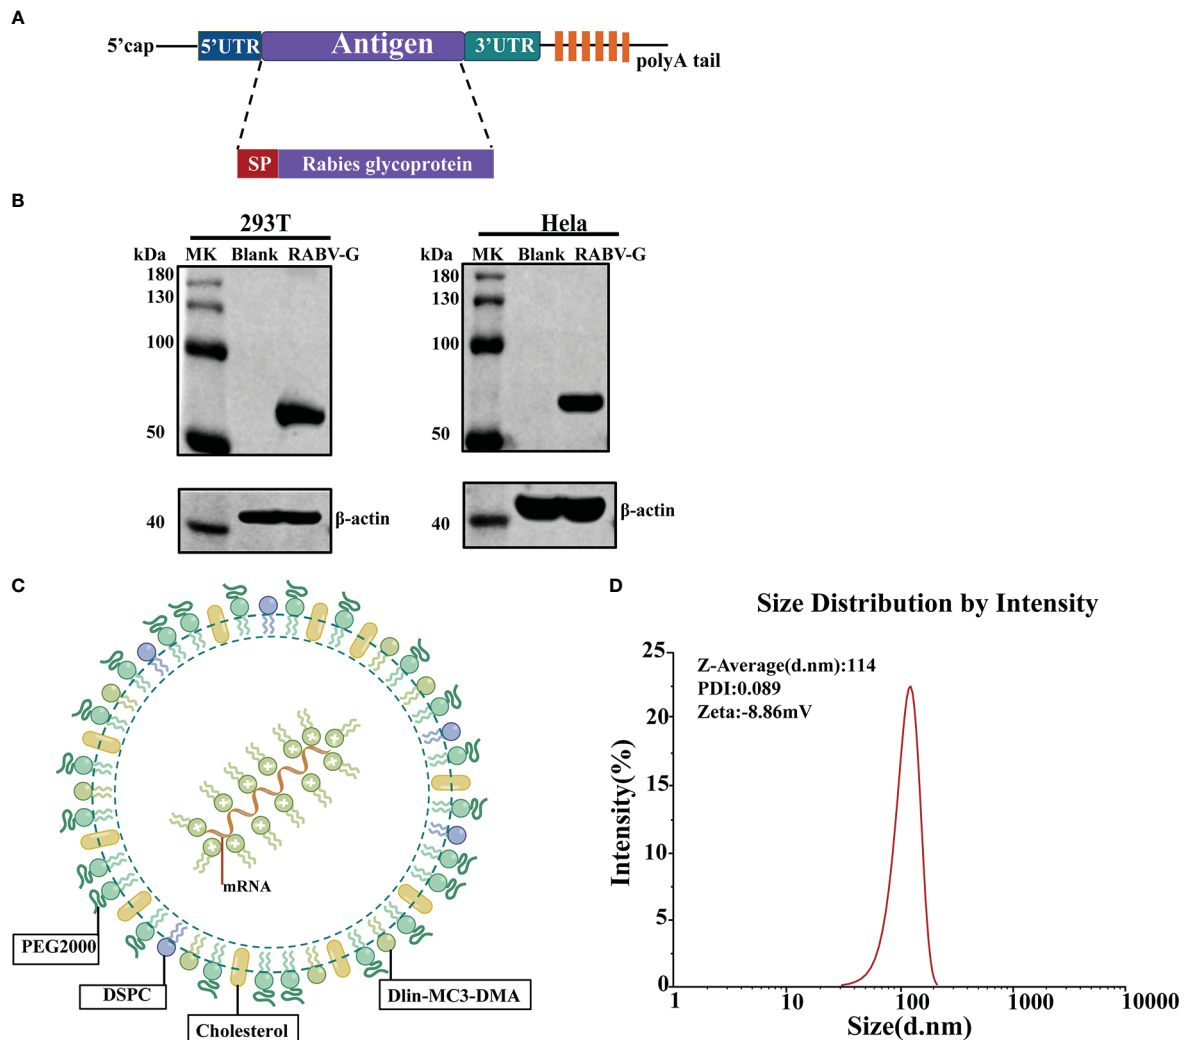 A
5'cap
5'UTR
Antigen
3'UTR
polyA tail
SP
Rabies glycoprotein
B
293T
kDa MK Blank RABV-G
180
130
100
50
40
β-actin
Hela
kDa MK Blank RABV-G
180
130
100
50
40
β-actin
C
mRNA
PEG2000
DSPC
Cholesterol
Dlin-MC3-DMA
D
Size Distribution by Intensity
Z-Average(d.nm):114
PDI:0.089
Zeta:-8.86mV
Intensity(%)
25
20
15
10
5
0
1 10 100 1000 10000
Size(d.nm)